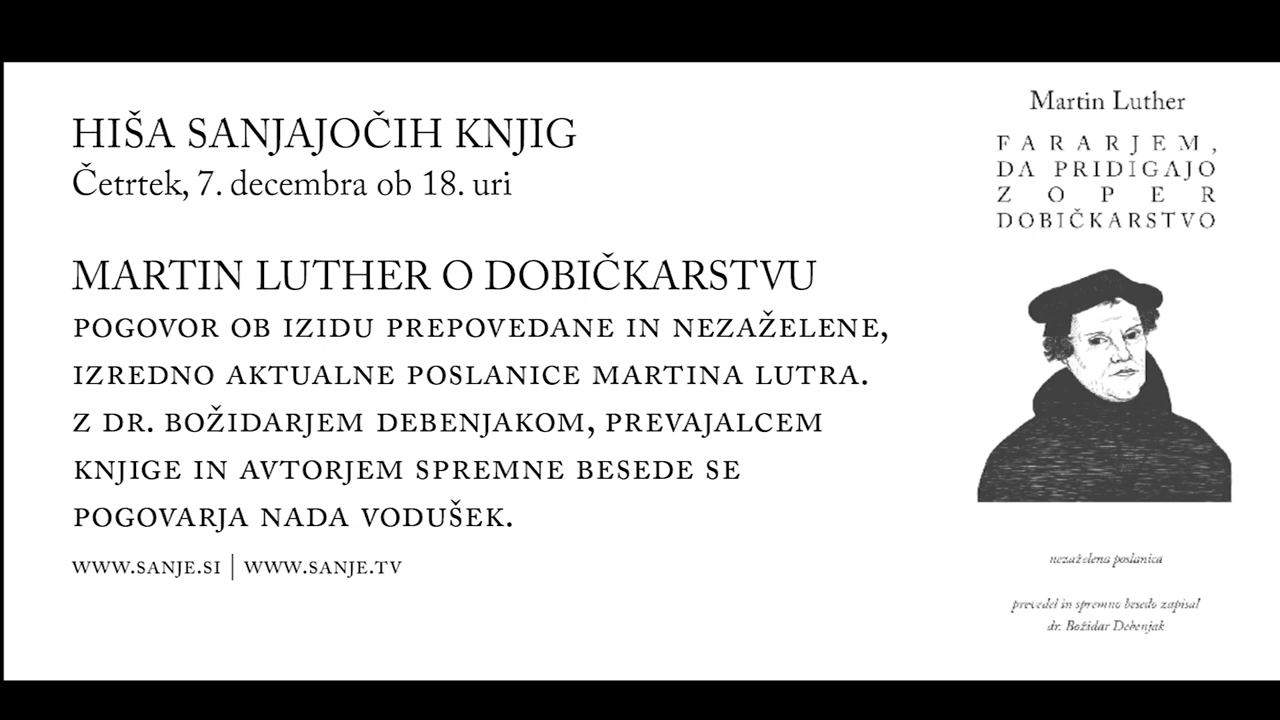 HIŠA SANJAJOČIH KNJIG
Četrtek, 7. decembra ob 18. uri
MARTIN LUTHER O DOBIČKARSTVU
POGOVOR OB IZIDU PREPOVEDANE IN NEZAŽELENE,
IZREDNO AKTUALNE POSLANICE MARTINA LUTRA.
Z DR. BOŽIDARJEM DEBENJAKOM, PREVAJALCEM
KNJIGE IN AVTORJEM SPREMNE BESEDE SE
POGOVARJA NADA VODUŠEK.
WWW.SANJE.SI | WWW.SANJE.TV
Martin Luther
FARARJEM,
DA PRIDIGAJO
ZOPER
DOBIČKARSTVO
nezaželena poslanica
prevedel in spremno besedo zapisal
dr. Božidar Debenjak